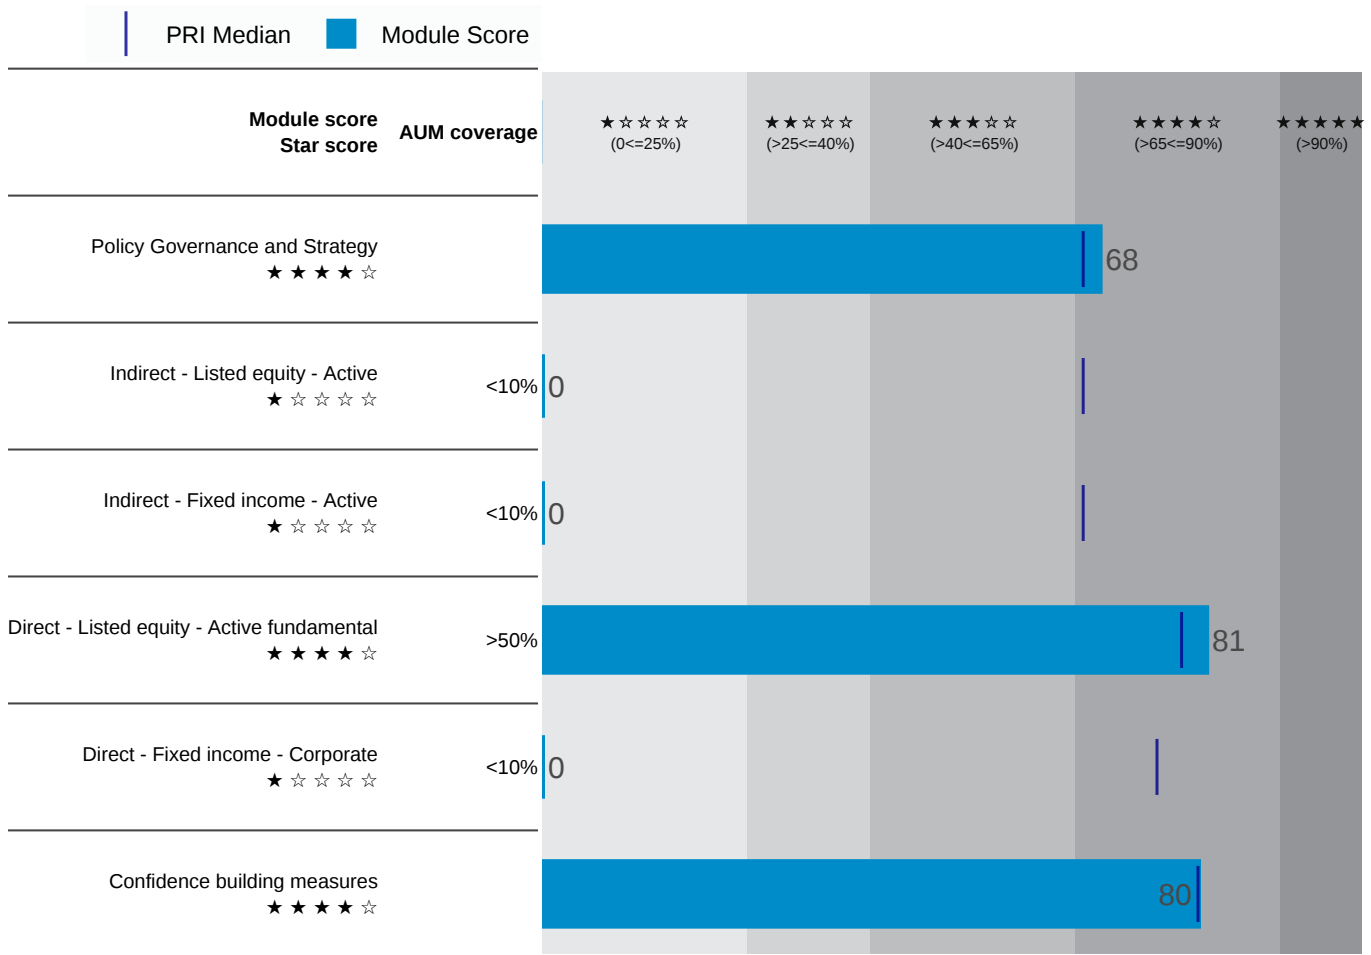 PRI Median Module Score
Module score
Star score
AUM coverage
★☆☆☆☆
(0<=25%)
★★☆☆☆
(>25<=40%)
★★★☆☆
(>40<=65%)
★★★★☆
(>65<=90%)
★★★★★
(>90%)
Policy Governance and Strategy
★★★★☆
68
Indirect - Listed equity - Active
★☆☆☆☆
<10%
0
Indirect - Fixed income - Active
★☆☆☆☆
<10%
0
Direct - Listed equity - Active fundamental
★★★★☆
>50%
81
Direct - Fixed income - Corporate
★☆☆☆☆
<10%
0
Confidence building measures
★★★★☆
80